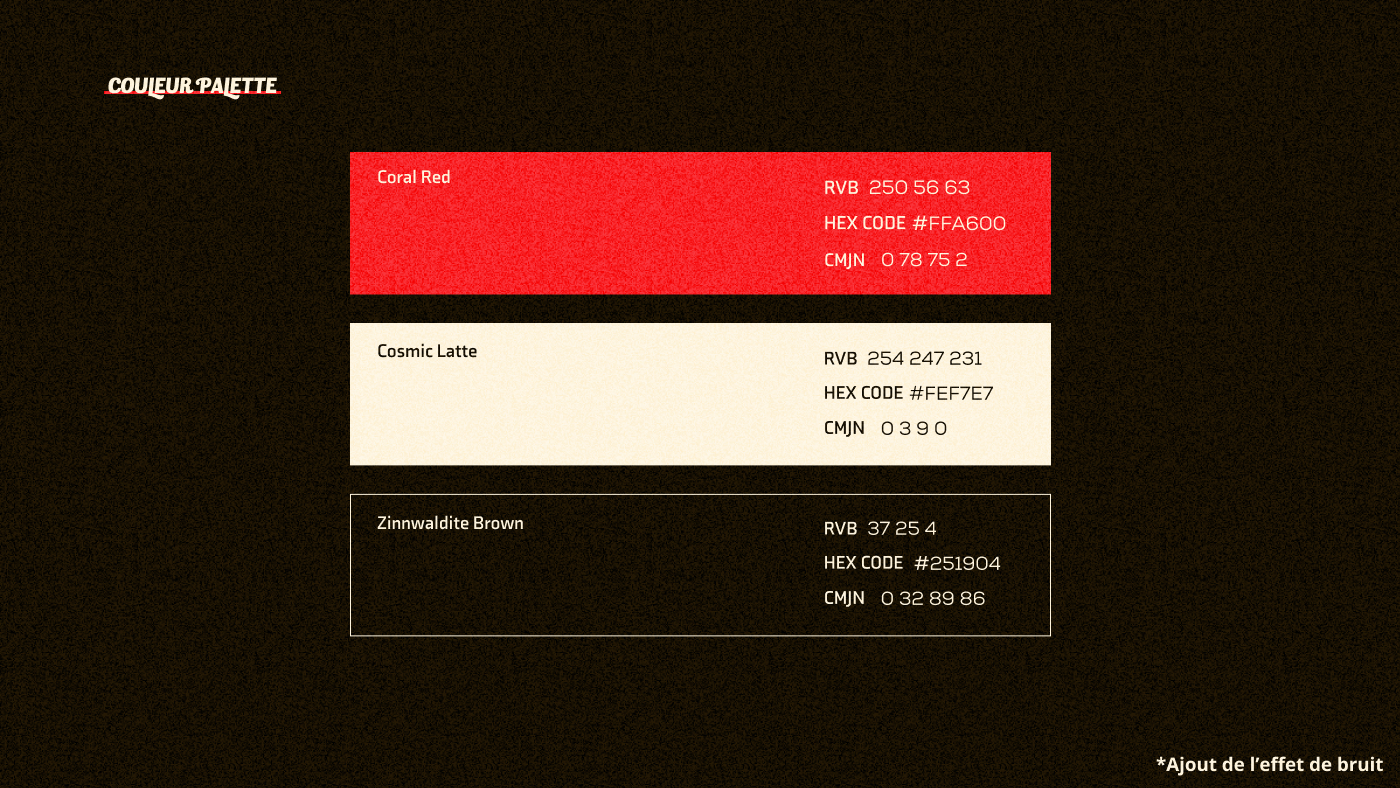 COULEUR PALETTE
Coral Red
RVB 250 56 63
HEX CODE #FFA600
CMJN 0 78 75 2
Cosmic Latte
RVB 254 247 231
HEX CODE #FEF7E7
CMJN 0 3 9 0
Zinnwaldite Brown
RVB 37 25 4
HEX CODE #251904
CMJN 0 32 89 86
*Ajout de l’effet de bruit